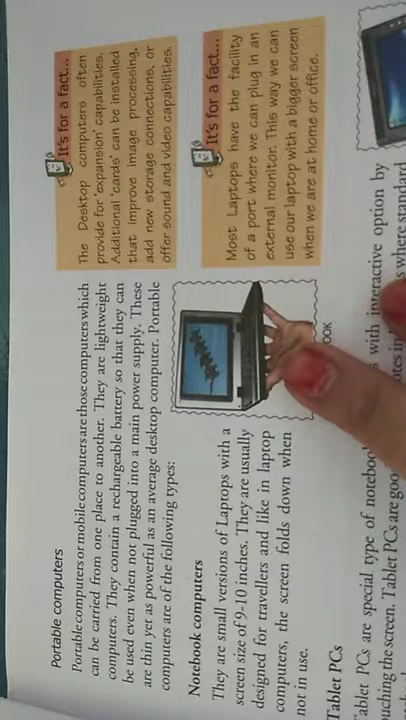 Portable computers
Portable computers or mobile computers are those computers which
can be carried from one place to another. They are lightweight
computers. They contain a rechargeable battery so that they can
be used even when not plugged into a main power supply. These
are thin yet as powerful as an average desktop computer. Portable
computers are of the following types:
Notebook computers
They are small versions of Laptops with a
screen size of 9-10 inches. They are usually
designed for travellers and like in laptop
computers, the screen folds down when
not in use.
Tablet PCs
Tablet PCs are special type of
with interactive option by
touching the screen. Tablet PCs are
where standard
It's for a fact...
The Desktop computers often
provide for 'expansion' capabilities.
Additional 'cards' can be installed
that improve image processing,
add new storage connections, or
offer sound and video capabilities.
It's for a fact...
Most Laptops have the facility
of a port where we can plug in an
external monitor. This way we can
use our laptop with a bigger screen
when we are at home or office.